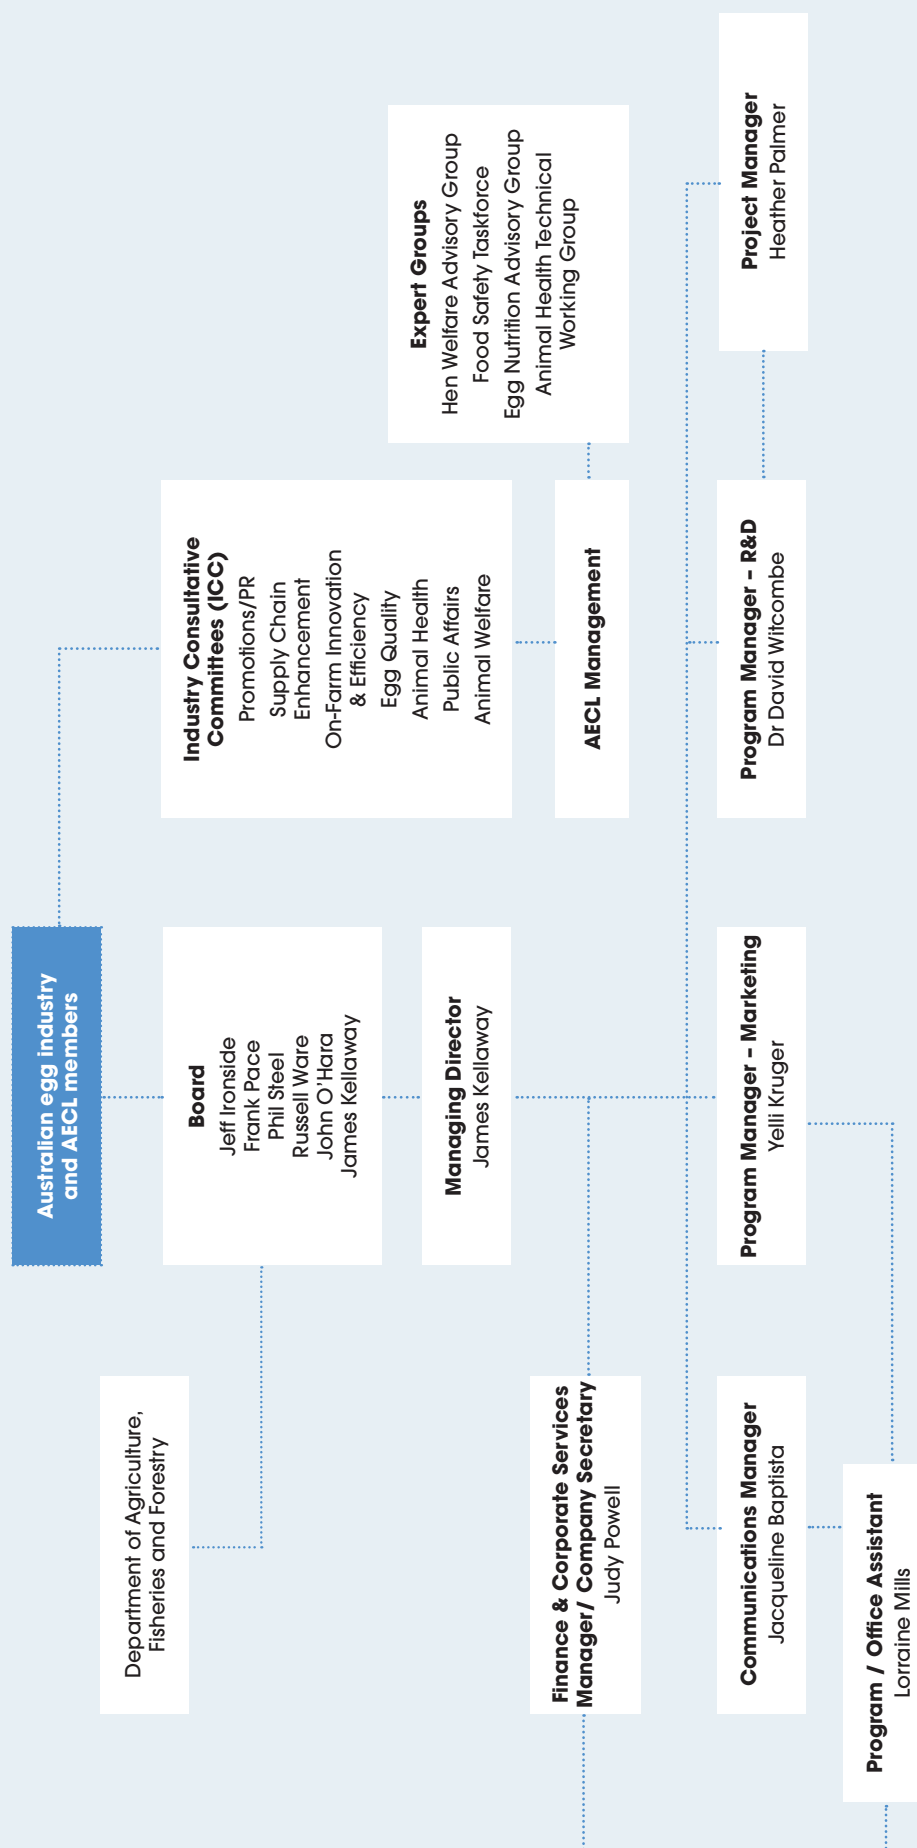 Australian egg industry
and AECL members
Department of Agriculture,
Fisheries and Forestry
Board
Jeff Ironside
Frank Pace
Phil Steel
Russell Ware
John O'Hara
James Kellaway
Industry Consultative
Committees (ICC)
Promotions/PR
Supply Chain
Enhancement
On-Farm Innovation
& Efficiency
Egg Quality
Animal Health
Public Affairs
Animal Welfare
Managing Director
James Kellaway
Expert Groups
Hen Welfare Advisory Group
Food Safety Taskforce
Egg Nutrition Advisory Group
Animal Health Technical
Working Group
Finance & Corporate Services
Manager/ Company Secretary
Judy Powell
AECL Management
Communications Manager
Jacqueline Baptista
Program Manager – Marketing
Yelli Kruger
Program Manager – R&D
Dr David Witcombe
Project Manager
Heather Palmer
Program / Office Assistant
Lorraine Mills